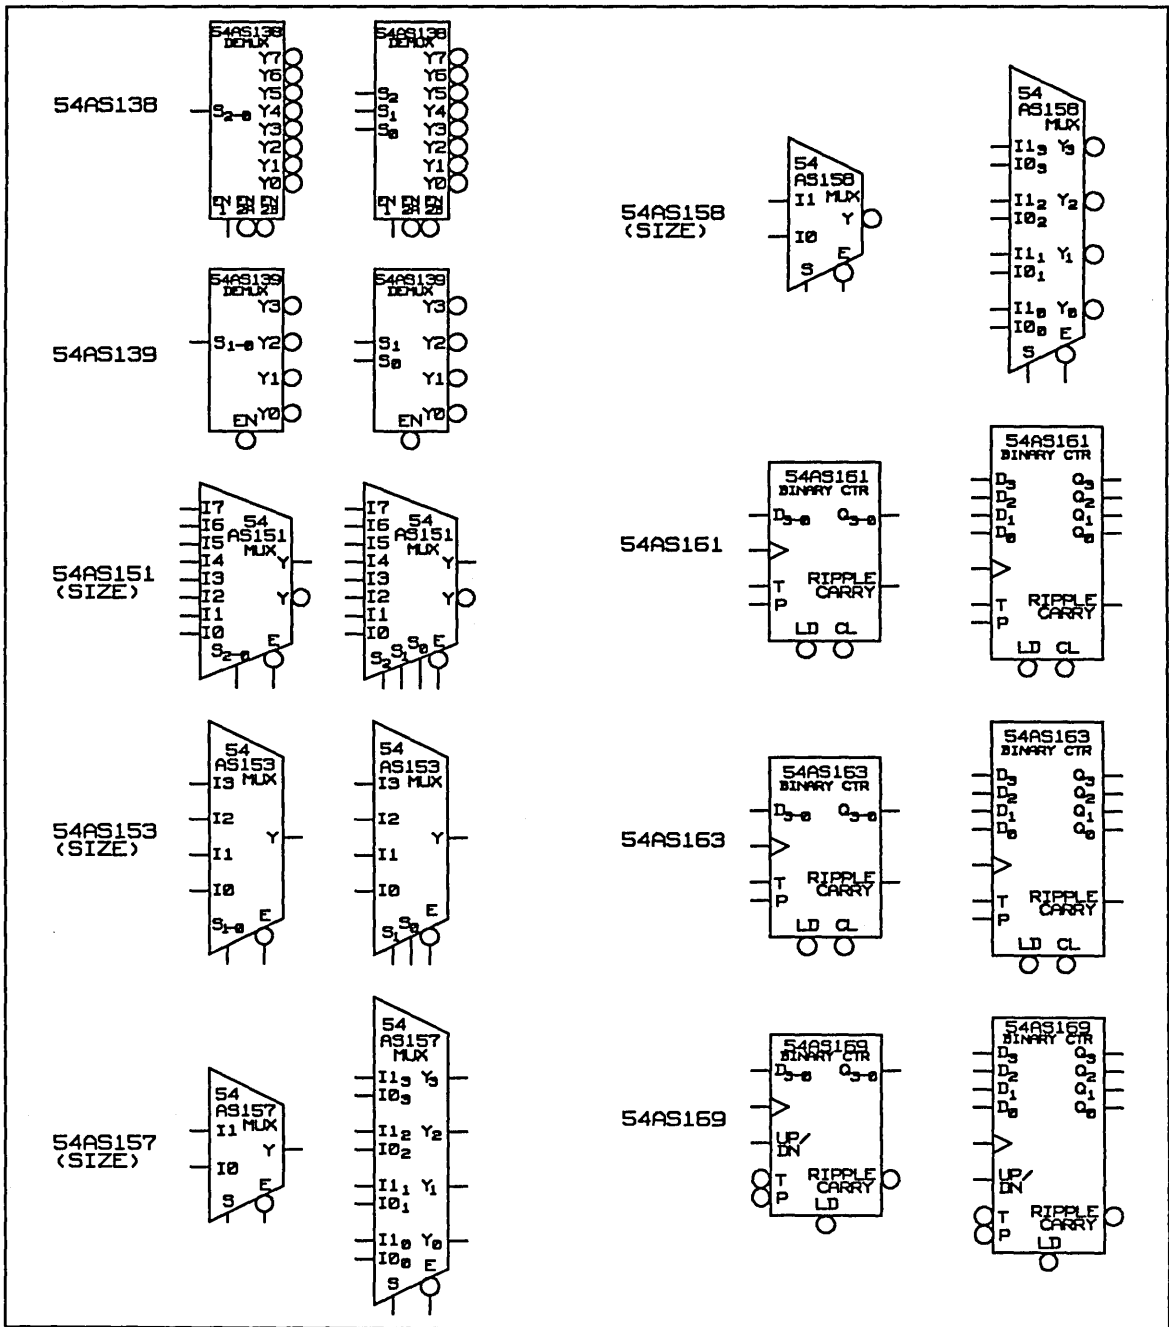 54AS138
54AS138
DEMUX
Y7
Y6
Y5
S₂₋₀ Y4
Y3
Y2
Y1
Y0
EN EN EN
1 2A 2B
54AS138
DEMUX
Y7
Y6
S₂ Y5
S₁ Y4
S₀ Y3
Y2
Y1
Y0
EN EN EN
1 2A 2B
54AS139
54AS139
DEMUX
Y3
S₁₋₀ Y2
Y1
EN Y0
54AS139
DEMUX
Y3
S₁ Y2
S₀
Y1
EN Y0
54AS151
(SIZE)
54
AS151
MUX
I7
I6
I5
I4 Y
I3
I2 Y
I1
I0
S₂₋₀ E
54
AS151
MUX
I7
I6
I5
I4 Y
I3
I2 Y
I1
I0
S₂ S₁ S₀ E
54AS153
(SIZE)
54
AS153
MUX
I3
I2
Y
I1
I0
S₁₋₀ E
54
AS153
MUX
I3
I2
Y
I1
I0
S₁ S₀ E
54AS157
(SIZE)
54
AS157
MUX
I1
Y
I0
S E
54
AS157
MUX
I1₃ Y₃
I0₃
I1₂ Y₂
I0₂
I1₁ Y₁
I0₁
I1₀ Y₀
I0₀
S E
54AS158
(SIZE)
54
AS158
MUX
I1
Y
I0
S E
54
AS158
MUX
I1₃ Y₃
I0₃
I1₂ Y₂
I0₂
I1₁ Y₁
I0₁
I1₀ Y₀
I0₀
S E
54AS161
54AS161
BINARY CTR
D₃₋₀ Q₃₋₀
T RIPPLE
P CARRY
LD CL
54AS161
BINARY CTR
D₃ Q₃
D₂ Q₂
D₁ Q₁
D₀ Q₀
T RIPPLE
P CARRY
LD CL
54AS163
54AS163
BINARY CTR
D₃₋₀ Q₃₋₀
T RIPPLE
P CARRY
LD CL
54AS163
BINARY CTR
D₃ Q₃
D₂ Q₂
D₁ Q₁
D₀ Q₀
T RIPPLE
P CARRY
LD CL
54AS169
54AS169
BINARY CTR
D₃₋₀ Q₃₋₀
UP/
DN
T RIPPLE
P CARRY
LD
54AS169
BINARY CTR
D₃ Q₃
D₂ Q₂
D₁ Q₁
D₀ Q₀
UP/
DN
T RIPPLE
P CARRY
LD